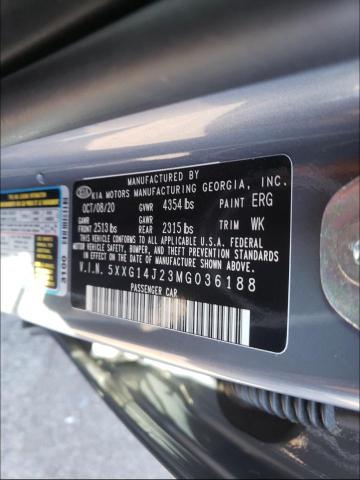 MANUFACTURED BY
KIA KIA MOTORS MANUFACTURING GEORGIA, INC.
OCT/08/20 GVWR 4354 lbs PAINT ERG
GAWR GAWR
FRONT 2513 lbs REAR 2315 lbs TRIM WK
THIS VEHICLE CONFORMS TO ALL APPLICABLE U.S.A. FEDERAL
MOTOR VEHICLE SAFETY, BUMPER, AND THEFT PREVENTION
STANDARDS IN EFFECT ON THE DATE OF MANUFACTURE SHOWN ABOVE
V.I.N. 5XXG14J23MG036188
PASSENGER CAR